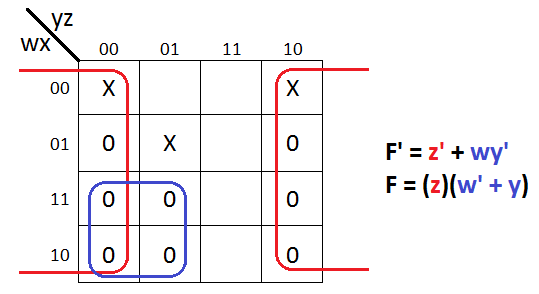 yz
wx
00 01 11 10
00 X X
01 0 X 0
11 0 0 0
10 0 0 0
F' = z' + wy'
F = (z)(w' + y)